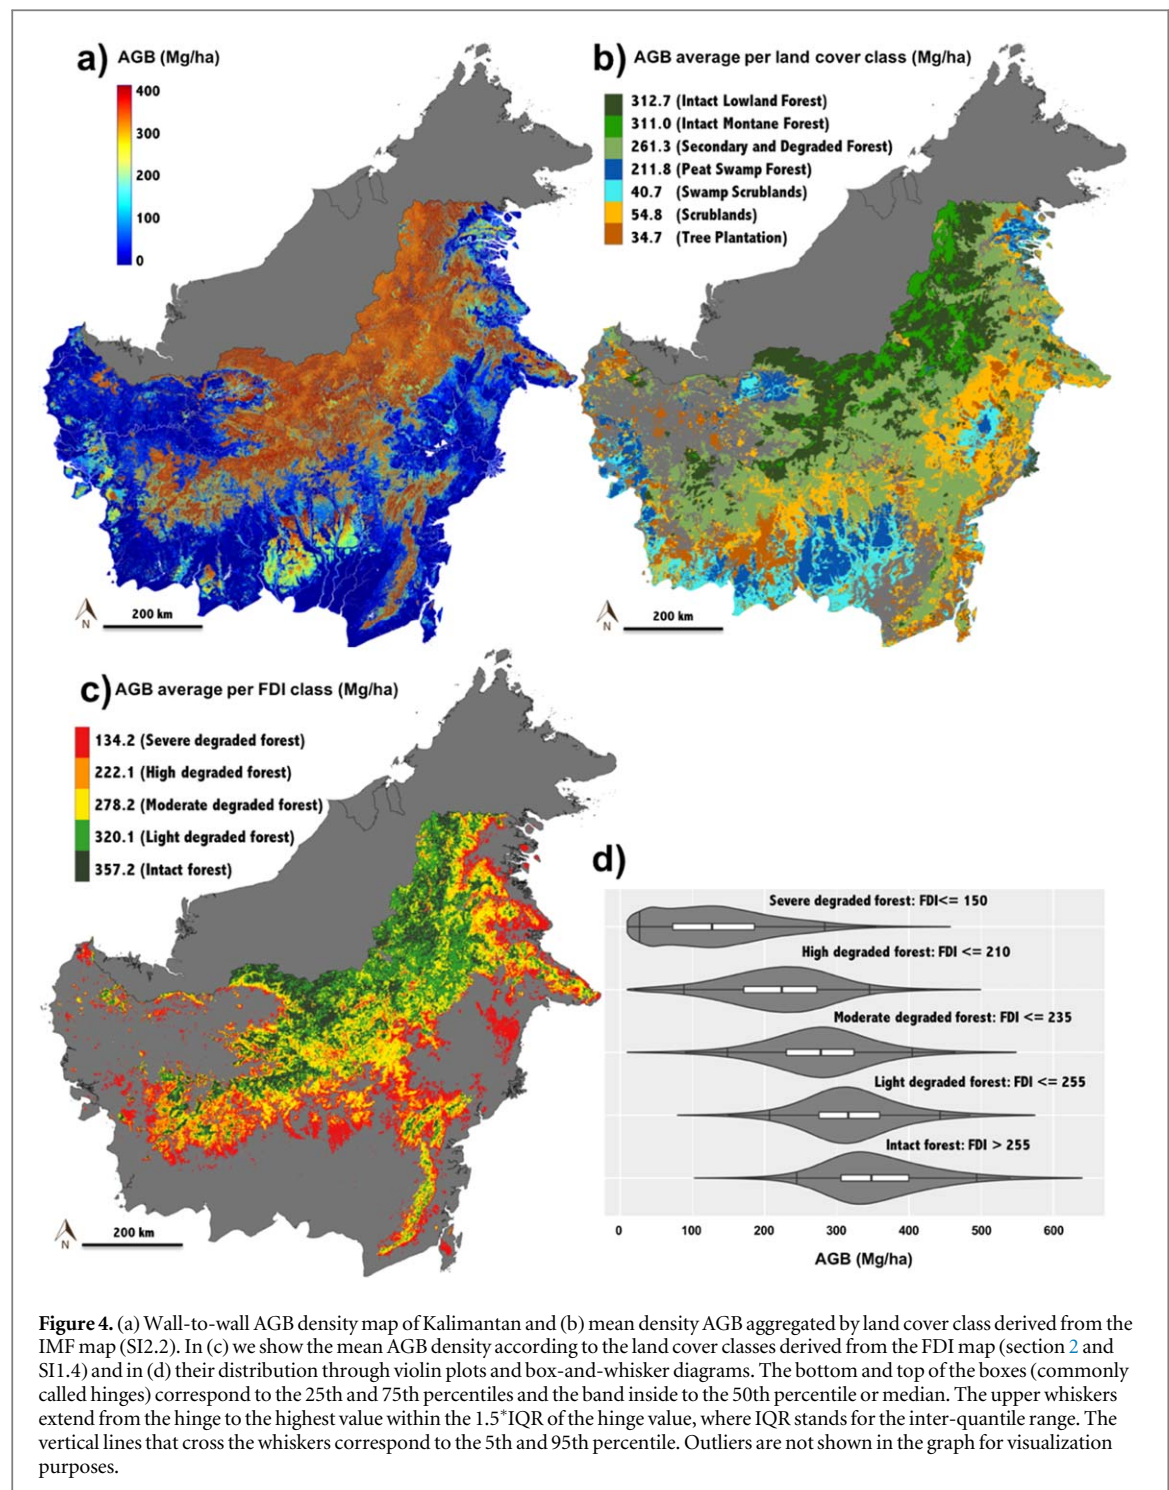 a) AGB (Mg/ha)
400
300
200
100
0
N
200 km
b) AGB average per land cover class (Mg/ha)
312.7 (Intact Lowland Forest)
311.0 (Intact Montane Forest)
261.3 (Secondary and Degraded Forest)
211.8 (Peat Swamp Forest)
40.7 (Swamp Scrublands)
54.8 (Scrublands)
34.7 (Tree Plantation)
N
200 km
c) AGB average per FDI class (Mg/ha)
134.2 (Severe degraded forest)
222.1 (High degraded forest)
278.2 (Moderate degraded forest)
320.1 (Light degraded forest)
357.2 (Intact forest)
N
200 km
d)
Severe degraded forest: FDI<= 150
High degraded forest: FDI <= 210
Moderate degraded forest: FDI <= 235
Light degraded forest: FDI <= 255
Intact forest: FDI > 255
0 100 200 300 400 500 600
AGB (Mg/ha)
Figure 4. (a) Wall-to-wall AGB density map of Kalimantan and (b) mean density AGB aggregated by land cover class derived from the
IMF map (SI2.2). In (c) we show the mean AGB density according to the land cover classes derived from the FDI map (section 2 and
SI1.4) and in (d) their distribution through violin plots and box-and-whisker diagrams. The bottom and top of the boxes (commonly
called hinges) correspond to the 25th and 75th percentiles and the band inside to the 50th percentile or median. The upper whiskers
extend from the hinge to the highest value within the 1.5*IQR of the hinge value, where IQR stands for the inter-quantile range. The
vertical lines that cross the whiskers correspond to the 5th and 95th percentile. Outliers are not shown in the graph for visualization
purposes.